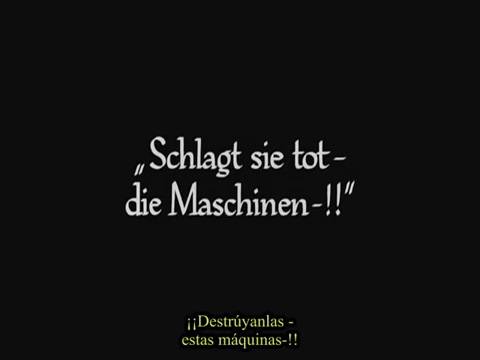 „Schlagt sie tot-
die Maschinen-!!”
¡¡Destrúyanlas -
estas máquinas-!!